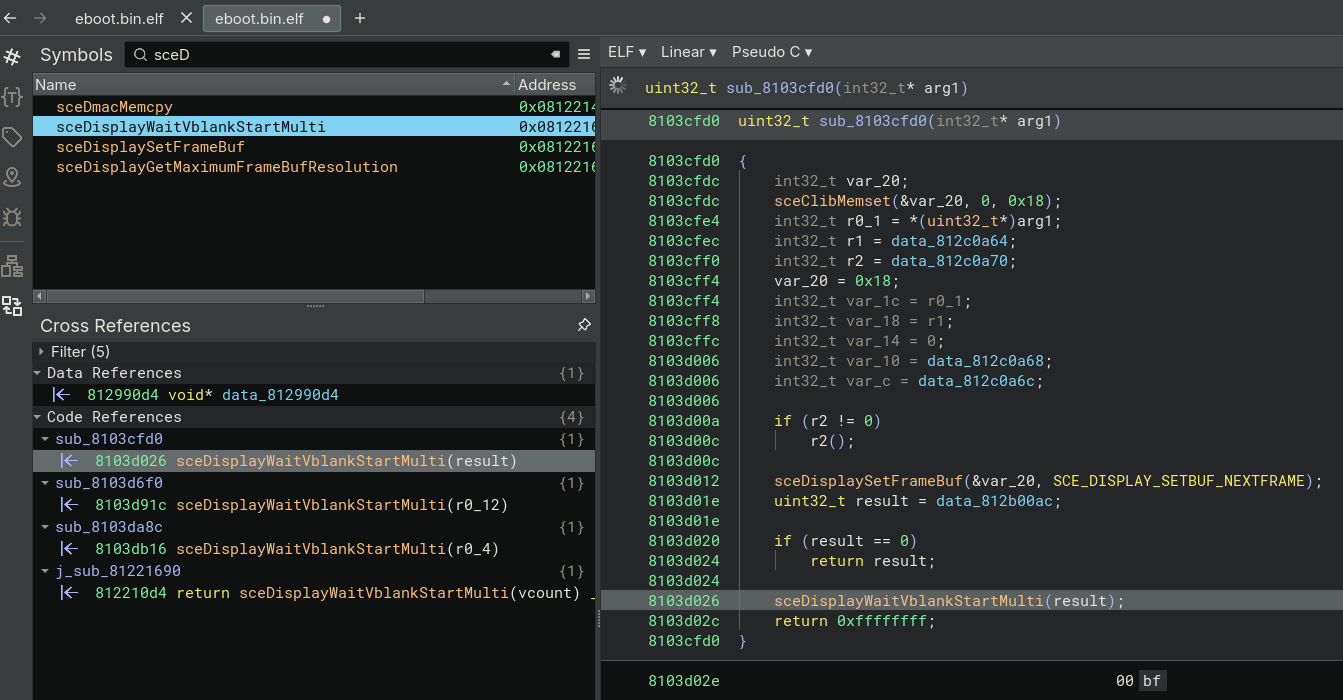 eboot.bin.elf
eboot.bin.elf
Symbols
sceD
ELF ▾ Linear ▾ Pseudo C ▾
Name Address
sceDmacMemcpy 0x0812214
sceDisplayWaitVblankStartMulti 0x0812216
sceDisplaySetFrameBuf 0x0812216
sceDisplayGetMaximumFrameBufResolution 0x0812216
Cross References
Filter (5)
Data References {1}
812990d4 void* data_812990d4
Code References {4}
sub_8103cfd0 {1}
8103d026 sceDisplayWaitVblankStartMulti(result)
sub_8103d6f0 {1}
8103d91c sceDisplayWaitVblankStartMulti(r0_12)
sub_8103da8c {1}
8103db16 sceDisplayWaitVblankStartMulti(r0_4)
j_sub_81221690 {1}
812210d4 return sceDisplayWaitVblankStartMulti(vcount) _
uint32_t sub_8103cfd0(int32_t* arg1)
8103cfd0 uint32_t sub_8103cfd0(int32_t* arg1)
8103cfd0 {
8103cfdc int32_t var_20;
8103cfdc sceClibMemset(&var_20, 0, 0x18);
8103cfe4 int32_t r0_1 = *(uint32_t*)arg1;
8103cfec int32_t r1 = data_812c0a64;
8103cff0 int32_t r2 = data_812c0a70;
8103cff4 var_20 = 0x18;
8103cff4 int32_t var_1c = r0_1;
8103cff8 int32_t var_18 = r1;
8103cffc int32_t var_14 = 0;
8103d006 int32_t var_10 = data_812c0a68;
8103d006 int32_t var_c = data_812c0a6c;
8103d006
8103d00a if (r2 != 0)
8103d00c r2();
8103d00c
8103d012 sceDisplaySetFrameBuf(&var_20, SCE_DISPLAY_SETBUF_NEXTFRAME);
8103d01e uint32_t result = data_812b00ac;
8103d01e
8103d020 if (result == 0)
8103d024 return result;
8103d024
8103d026 sceDisplayWaitVblankStartMulti(result);
8103d02c return 0xffffffff;
8103cfd0 }
8103d02e 00 bf